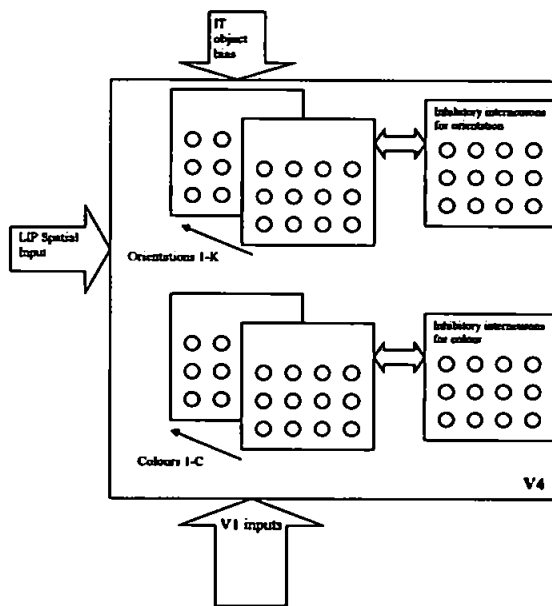 IT
object
bias
Inhibitory interneurons
for orientation
LIP Spatial
Input
Orientations 1-K
Inhibitory interneurons
for colour
Colours 1-C
V4
V1 inputs